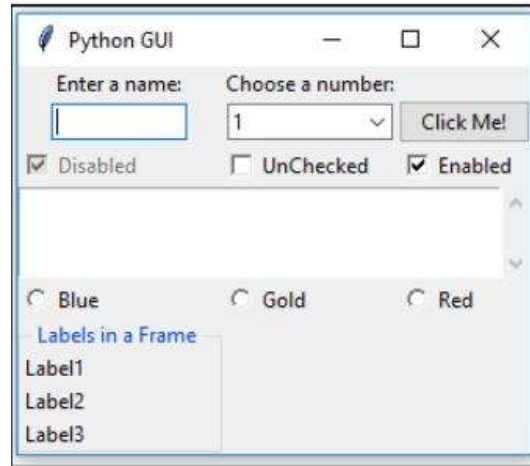 Python GUI
Enter a name: Choose a number:
1 Click Me!
Disabled UnChecked Enabled
Blue Gold Red
Labels in a Frame
Label1
Label2
Label3